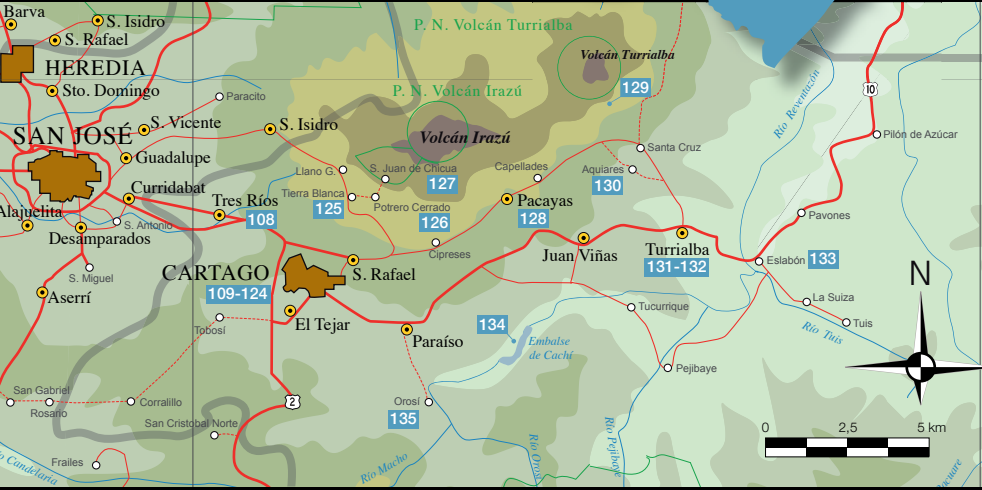 Barva
S. Isidro
S. Rafael
HEREDIA
Sto. Domingo
Paracito
SAN JOSÉ
S. Vicente
S. Isidro
Guadalupe
Curridabat
Tres Ríos
108
Alajuelita
S. Antonio
Desamparados
S. Miguel
Aserrí
P. N. Volcán Turrialba
Volcán Turrialba
129
P. N. Volcán Irazú
Volcán Irazú
127
Llano G.
S. Juan de Chicua
Tierra Blanca
125
Potrero Cerrado
126
Capellades
Pacayas
128
Cipreses
Santa Cruz
Aquiares
130
Río Reventazón
10
Pilón de Azúcar
Pavones
Juan Viñas
Turrialba
131-132
Eslabón
133
La Suiza
Tuis
Río Tuis
CARTAGO
109-124
S. Rafael
El Tejar
Tobosí
Paraíso
134
Embalse
de Cachí
Tucurrique
Pejibaye
N
San Gabriel
Rosario
Corralillo
2
San Cristobal Norte
Frailes
Candelaria
Orosí
135
Río Macho
Río Orosi
Río Pejibaye
0
2,5
5 km